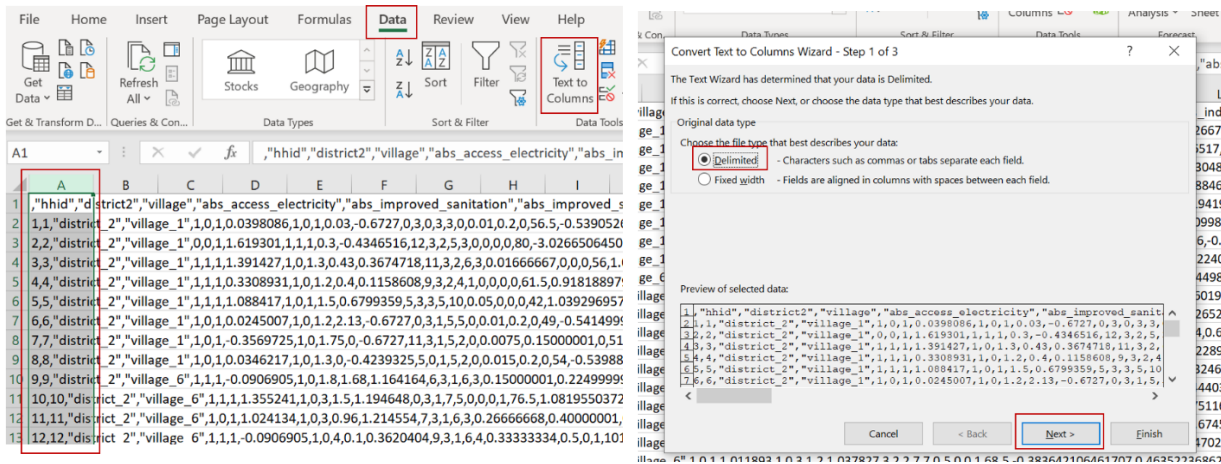 File Home Insert Page Layout Formulas Data Review View Help
Get Data
Refresh All
Stocks
Geography
Sort
Filter
Text to Columns
Get & Transform D... Queries & Con... Data Types Sort & Filter Data Tools
A1 fx ,"hhid","district2","village","abs_access_electricity","abs_in
A B C D E F G H I
1 ,"hhid","district2","village","abs_access_electricity","abs_improved_sanitation","abs_improved_s
2 1,1,"district_2","village_1",1,0,1,0.0398086,1,0,1,0.03,-0.6727,0,3,0,3,3,0,0.01,0.2,0,56.5,-0.5390526
3 2,2,"district_2","village_1",0,0,1,1.619301,1,1,1,0.3,-0.4346516,12,3,2,5,3,0,0,0,0,80,-3.0266506450
4 3,3,"district_2","village_1",1,1,1,1.391427,1,0,1.3,0.43,0.3674718,11,3,2,6,3,0.01666667,0,0,0,56,1.0
5 4,4,"district_2","village_1",1,1,1,0.3308931,1,0,1.2,0.4,0.1158608,9,3,2,4,1,0,0,0,0,61.5,0.918188979
6 5,5,"district_2","village_1",1,1,1,1.088417,1,0,1,1.5,0.6799359,5,3,3,5,10,0.05,0,0,0,42,1.039296957
7 6,6,"district_2","village_1",1,0,1,0.0245007,1,0,1.2,2.13,-0.6727,0,3,1,5,5,0,0.01,0.2,0,49,-0.5414999
8 7,7,"district_2","village_1",1,0,1,-0.3569725,1,0,1,75,0,-0.6727,11,3,1,5,2,0,0.0075,0.15000001,0,51
9 8,8,"district_2","village_1",1,0,1,0.0346217,1,0,1,3,0,-0.4239325,5,0,1,5,2,0,0.015,0.2,0,54,-0.53988
10 9,9,"district_2","village_6",1,1,1,-0.0906905,1,0,1.8,1.68,1.164164,6,3,1,6,3,0.15000001,0.22499999
11 10,10,"district_2","village_6",1,1,1,1.355241,1,0,3,1.5,1.194648,0,3,1,7,5,0,0,0,1,76.5,1.0819550372
12 11,11,"district_2","village_6",1,0,1,1.024134,1,0,3,0.96,1.214554,7,3,1,6,3,0.26666668,0.40000001,
13 12,12,"district_2","village_6",1,1,1,-0.0906905,1,0,4,0.1,0.3620404,9,3,1,6,4,0.33333334,0.5,0,1,101
Convert Text to Columns Wizard - Step 1 of 3 ?
The Text Wizard has determined that your data is Delimited.
If this is correct, choose Next, or choose the data type that best describes your data.
Original data type
Choose the file type that best describes your data:
Delimited - Characters such as commas or tabs separate each field.
Fixed width - Fields are aligned in columns with spaces between each field.
Preview of selected data:
1 ,"hhid","district2","village","abs_access_electricity","abs_improved_sanit
2 1,1,"district_2","village_1",1,0,1,0.0398086,1,0,1,0.03,-0.6727,0,3,0,3,3,
3 2,2,"district_2","village_1",0,0,1,1.619301,1,1,1,0.3,-0.4346516,12,3,2,5,
4 3,3,"district_2","village_1",1,1,1,1.391427,1,0,1.3,0.43,0.3674718,11,3,2,
5 4,4,"district_2","village_1",1,1,1,0.3308931,1,0,1.2,0.4,0.1158608,9,3,2,4
6 5,5,"district_2","village_1",1,1,1,1.088417,1,0,1,1.5,0.6799359,5,3,3,5,10
7 6,6,"district_2","village_1",1,0,1,0.0245007,1,0,1.2,2.13,-0.6727,0,3,1,5,
Cancel < Back Next > Finish